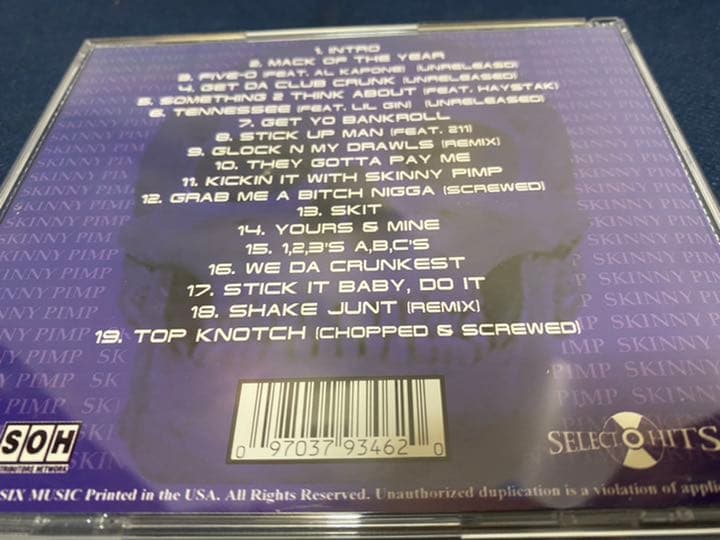 1. INTRO
2. MACK OF THE YEAR
3. FIVE-O (FEAT. AL KAPONE) (UNRELEASED)
4. GET DA CLUB CRUNK (UNRELEASED)
5. SOMETHING 2 THINK ABOUT (FEAT. HAYSTAK)
6. TENNESSEE (FEAT. LIL GIN) (UNRELEASED)
7. GET YO BANKROLL
8. STICK UP MAN (FEAT. 211)
9. GLOCK N MY DRAWLS (REMIX)
10. THEY GOTTA PAY ME
11. KICKIN IT WITH SKINNY PIMP
12. GRAB ME A BITCH NIGGA (SCREWED)
13. SKIT
14. YOURS & MINE
15. 1,2,3'S A,B,C'S
16. WE DA CRUNKEST
17. STICK IT BABY, DO IT
18. SHAKE JUNT (REMIX)
19. TOP KNOTCH (CHOPPED & SCREWED)
SKINNY PIMP
0 97037 93462 0
SOH
TRIBUTORS NETWORK
SELECT HITS
SIX MUSIC Printed in the USA. All Rights Reserved. Unauthorized duplication is a violation of applic